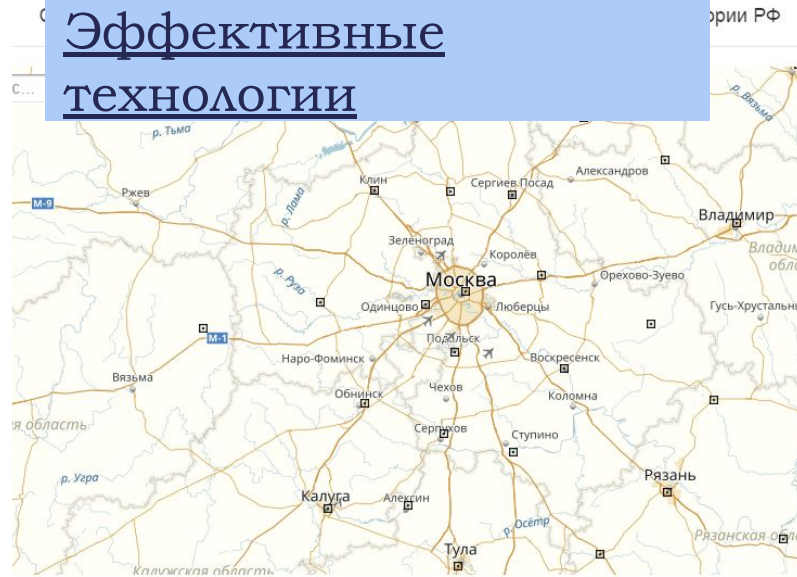 Эффективные
технологии
ории РФ
с...
р. Вязьма
р. Тьма
Клин
Сергиев Посад
Александров
Ржев
М-9
р. Лама
Владимир
Зеленоград
Королёв
Москва
Орехово-Зуево
р. Руза
Одинцово
Люберцы
Гусь-Хрустальн
М-1
Подольск
Наро-Фоминск
Воскресенск
Вязьма
Обнинск
Чехов
Коломна
я область
Серпухов
Ступино
р. Угра
Рязань
Калуга
Алексин
р. Осётр
Тула
Калужская область